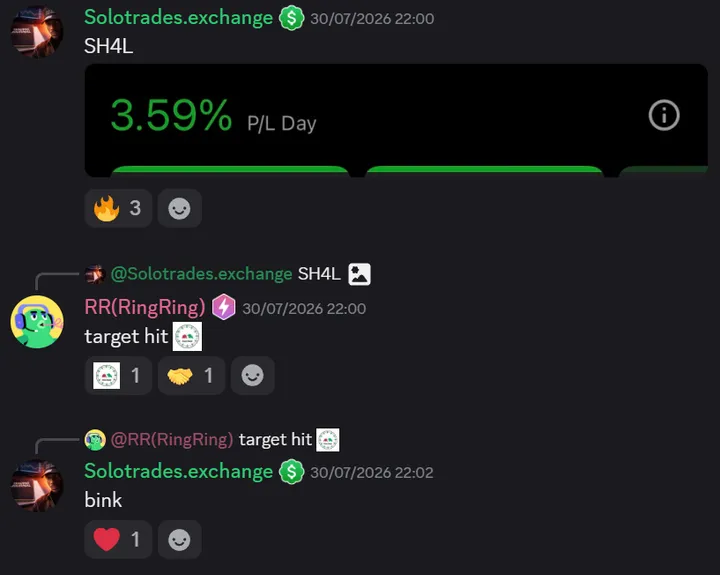 Solotrades.exchange 30/07/2026 22:00
SH4L
3.59% P/L Day
3
@Solotrades.exchange SH4L
RR(RingRing) 30/07/2026 22:00
target hit
1 1
@RR(RingRing) target hit
Solotrades.exchange 30/07/2026 22:02
bink
1